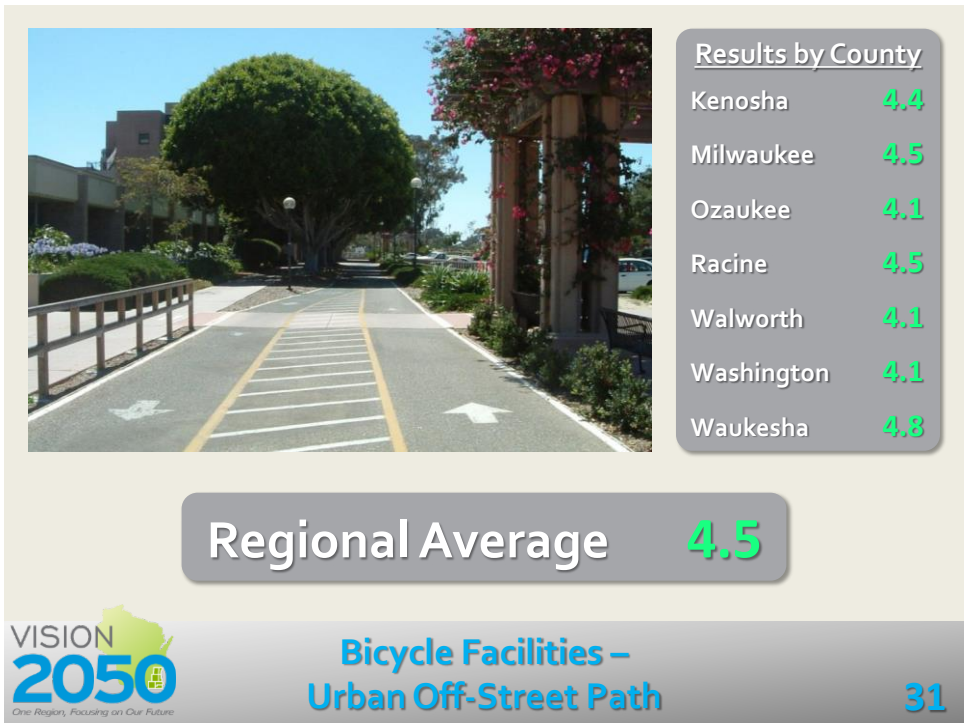 Results by County
Kenosha 4.4
Milwaukee 4.5
Ozaukee 4.1
Racine 4.5
Walworth 4.1
Washington 4.1
Waukesha 4.8
Regional Average 4.5
VISION
2050
One Region, Focusing on Our Future
Bicycle Facilities –
Urban Off-Street Path
31